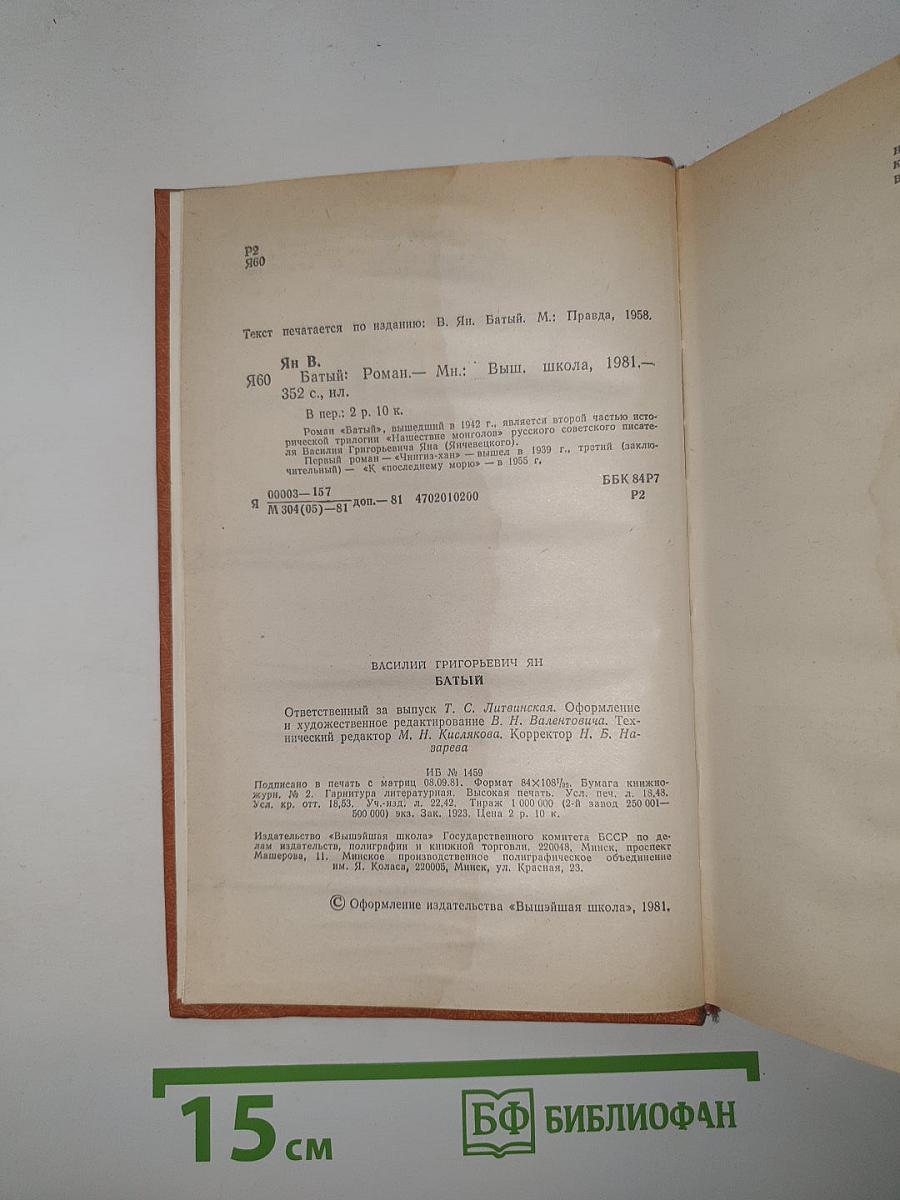 Р2
Я60
Текст печатается по изданию: В. Ян. Батый. М.: Правда, 1958.
Ян В.
Я60 Батый: Роман.— Мн.: Выш. школа, 1981.—
352 с., ил.
В пер.: 2 р. 10 к.
Роман «Батый», вышедший в 1942 г., является второй частью исто-
рической трилогии «Нашествие монголов» русского советского писате-
ля Василия Григорьевича Яна (Янчевецкого).
Первый роман — «Чингиз-хан» — вышел в 1939 г., третий (заклю-
чительный) — «К «последнему морю» — в 1955 г.
Я 00003—157
М 304(05)—81 доп.— 81 4702010200
ББК 84Р7
Р2
ВАСИЛИЙ ГРИГОРЬЕВИЧ ЯН
БАТЫЙ
Ответственный за выпуск Т. С. Литвинская. Оформление
и художественное редактирование В. Н. Валентовича. Тех-
нический редактор М. Н. Кислякова. Корректор Н. Б. На-
зарева
ИБ № 1459
Подписано в печать с матриц 08.09.81. Формат 84×108¹/₃₂. Бумага книжно-
журн. № 2. Гарнитура литературная. Высокая печать. Усл. печ. л. 18,48.
Усл. кр. отт. 18,53. Уч.-изд. л. 22,42. Тираж 1 000 000 (2-й завод 250 001—
500 000) экз. Зак. 1923. Цена 2 р. 10 к.
Издательство «Вышэйшая школа» Государственного комитета БССР по де-
лам издательств, полиграфии и книжной торговли. 220048, Минск, проспект
Машерова, 11. Минское производственное полиграфическое объединение
им. Я. Коласа, 220005, Минск, ул. Красная, 23.
© Оформление издательства «Вышэйшая школа», 1981.
15 см
БФ БИБЛИОФАН